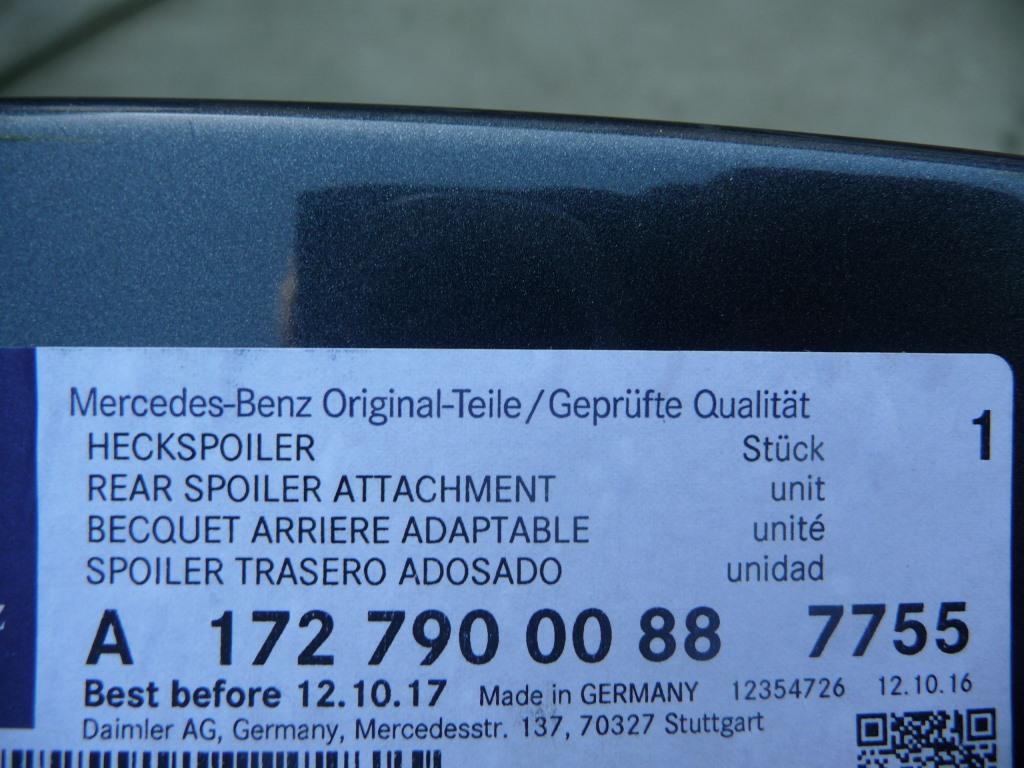 Mercedes-Benz Original-Teile/Geprüfte Qualität
HECKSPOILER Stück 1
REAR SPOILER ATTACHMENT unit
BECQUET ARRIERE ADAPTABLE unité
SPOILER TRASERO ADOSADO unidad
A 172 790 00 88 7755
Best before 12.10.17 Made in GERMANY 12354726 12.10.16
Daimler AG, Germany, Mercedesstr. 137, 70327 Stuttgart